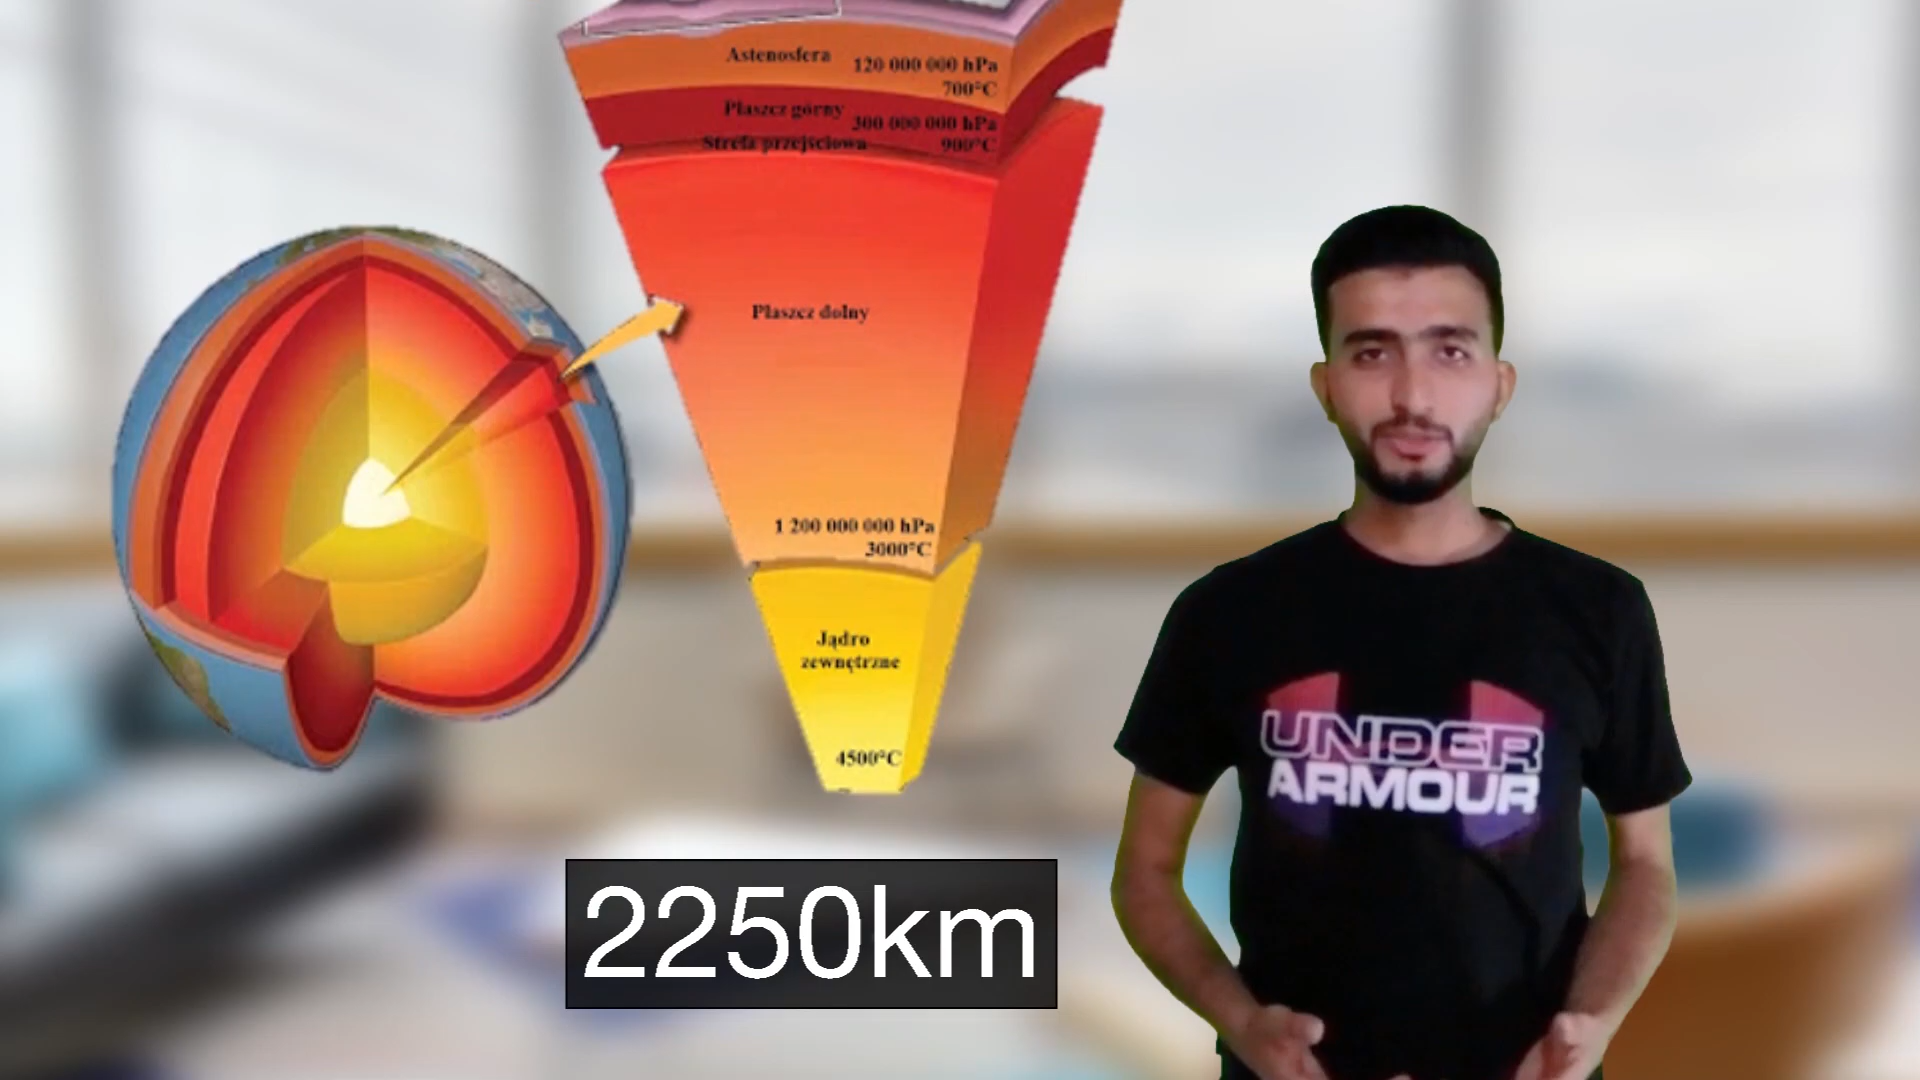 Astenosfera
120 000 000 hPa
700°C
Płaszcz górny
300 000 000 hPa
Strefa przejściowa
900°C
Płaszcz dolny
1 200 000 000 hPa
3000°C
Jądro
zewnętrzne
4500°C
2250km
UNDER
ARMOUR